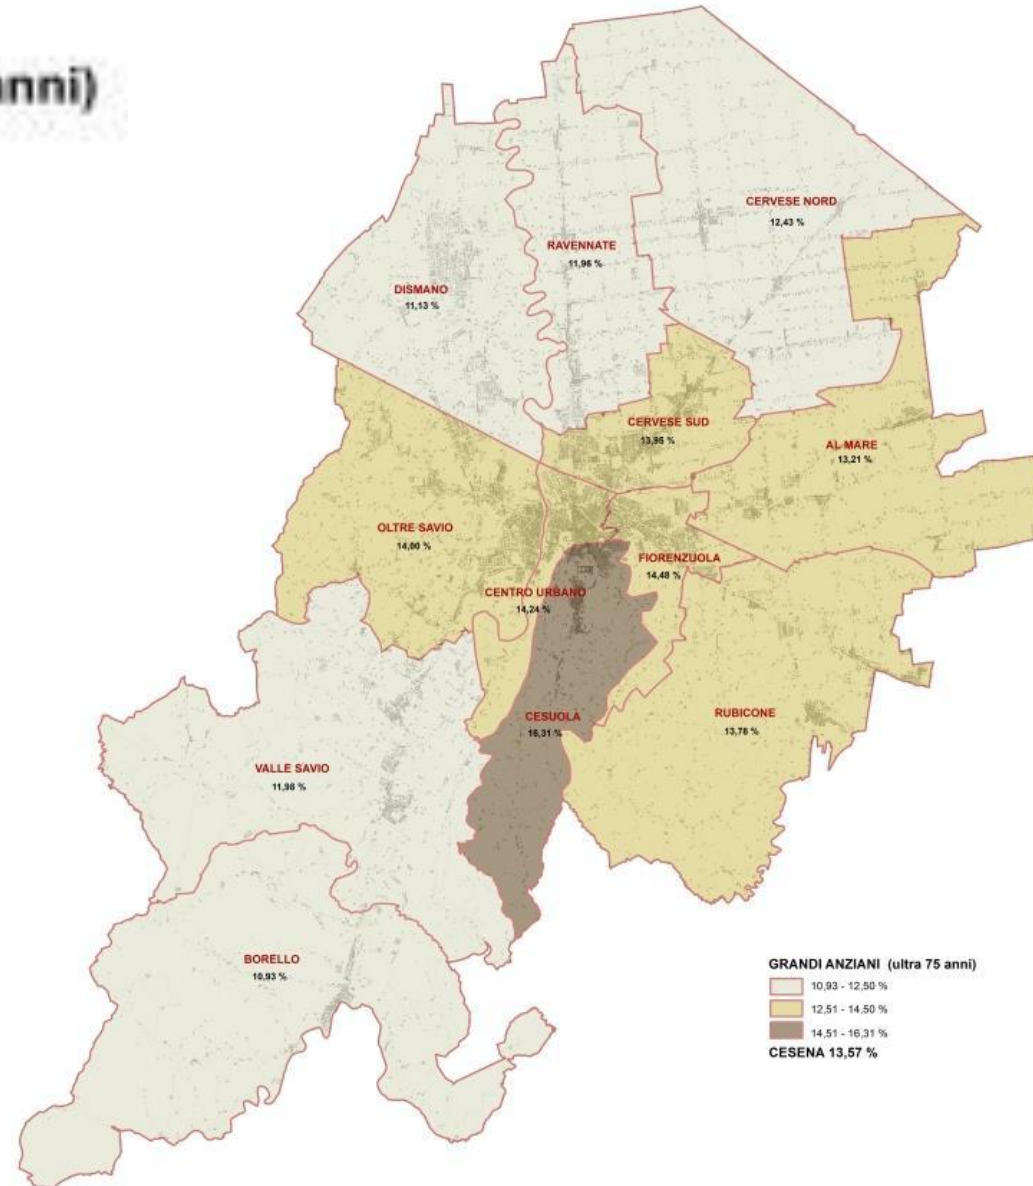 anni)
CERVESE NORD
12,43 %
RAVENNATE
11,96 %
DISMANO
11,13 %
CERVESE SUD
13,95 %
AL MARE
13,21 %
OLTRE SAVIO
14,00 %
FIORENZUOLA
14,48 %
CENTRO URBANO
14,24 %
CESUOLA
16,31 %
RUBICONE
13,78 %
VALLE SAVIO
11,98 %
BORELLO
10,93 %
GRANDI ANZIANI (ultra 75 anni)
10,93 - 12,50 %
12,51 - 14,50 %
14,51 - 16,31 %
CESENA 13,57 %